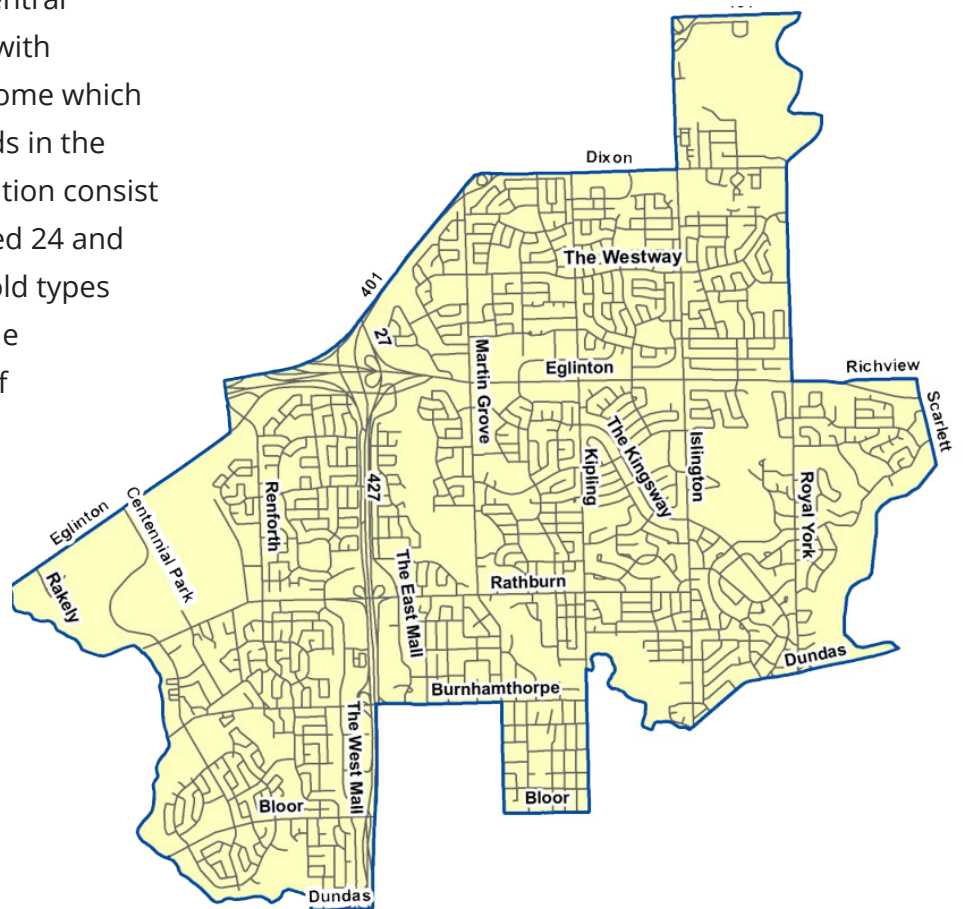 entral
with
ome which
ds in the
tion consist
ed 24 and
old types
e
f
Dixon
The Westway
401
27
Martin Grove
Eglinton
Richview
Scarlett
The Kingsway
Kipling
Islington
Royal York
427
Renforth
Eglinton
Centennial Park
Rakely
The East Mall
Rathburn
Dundas
Burnhamthorpe
The West Mall
Bloor
Bloor
Dundas